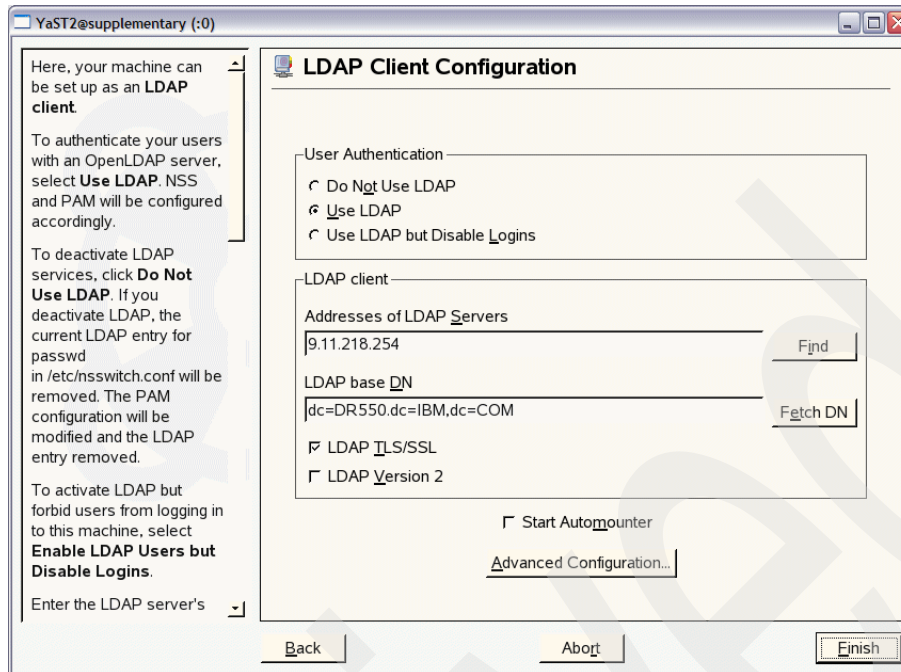 YaST2@supplementary (:0)
Here, your machine can
be set up as an LDAP
client.
To authenticate your users
with an OpenLDAP server,
select Use LDAP. NSS
and PAM will be configured
accordingly.
To deactivate LDAP
services, click Do Not
Use LDAP. If you
deactivate LDAP, the
current LDAP entry for
passwd
in /etc/nsswitch.conf will be
removed. The PAM
configuration will be
modified and the LDAP
entry removed.
To activate LDAP but
forbid users from logging in
to this machine, select
Enable LDAP Users but
Disable Logins.
Enter the LDAP server's
LDAP Client Configuration
User Authentication
Do Not Use LDAP
Use LDAP
Use LDAP but Disable Logins
LDAP client
Addresses of LDAP Servers
9.11.218.254
Find
LDAP base DN
dc=DR550.dc=IBM,dc=COM
Fetch DN
LDAP TLS/SSL
LDAP Version 2
Start Automounter
Advanced Configuration...
Back
Abort
Finish